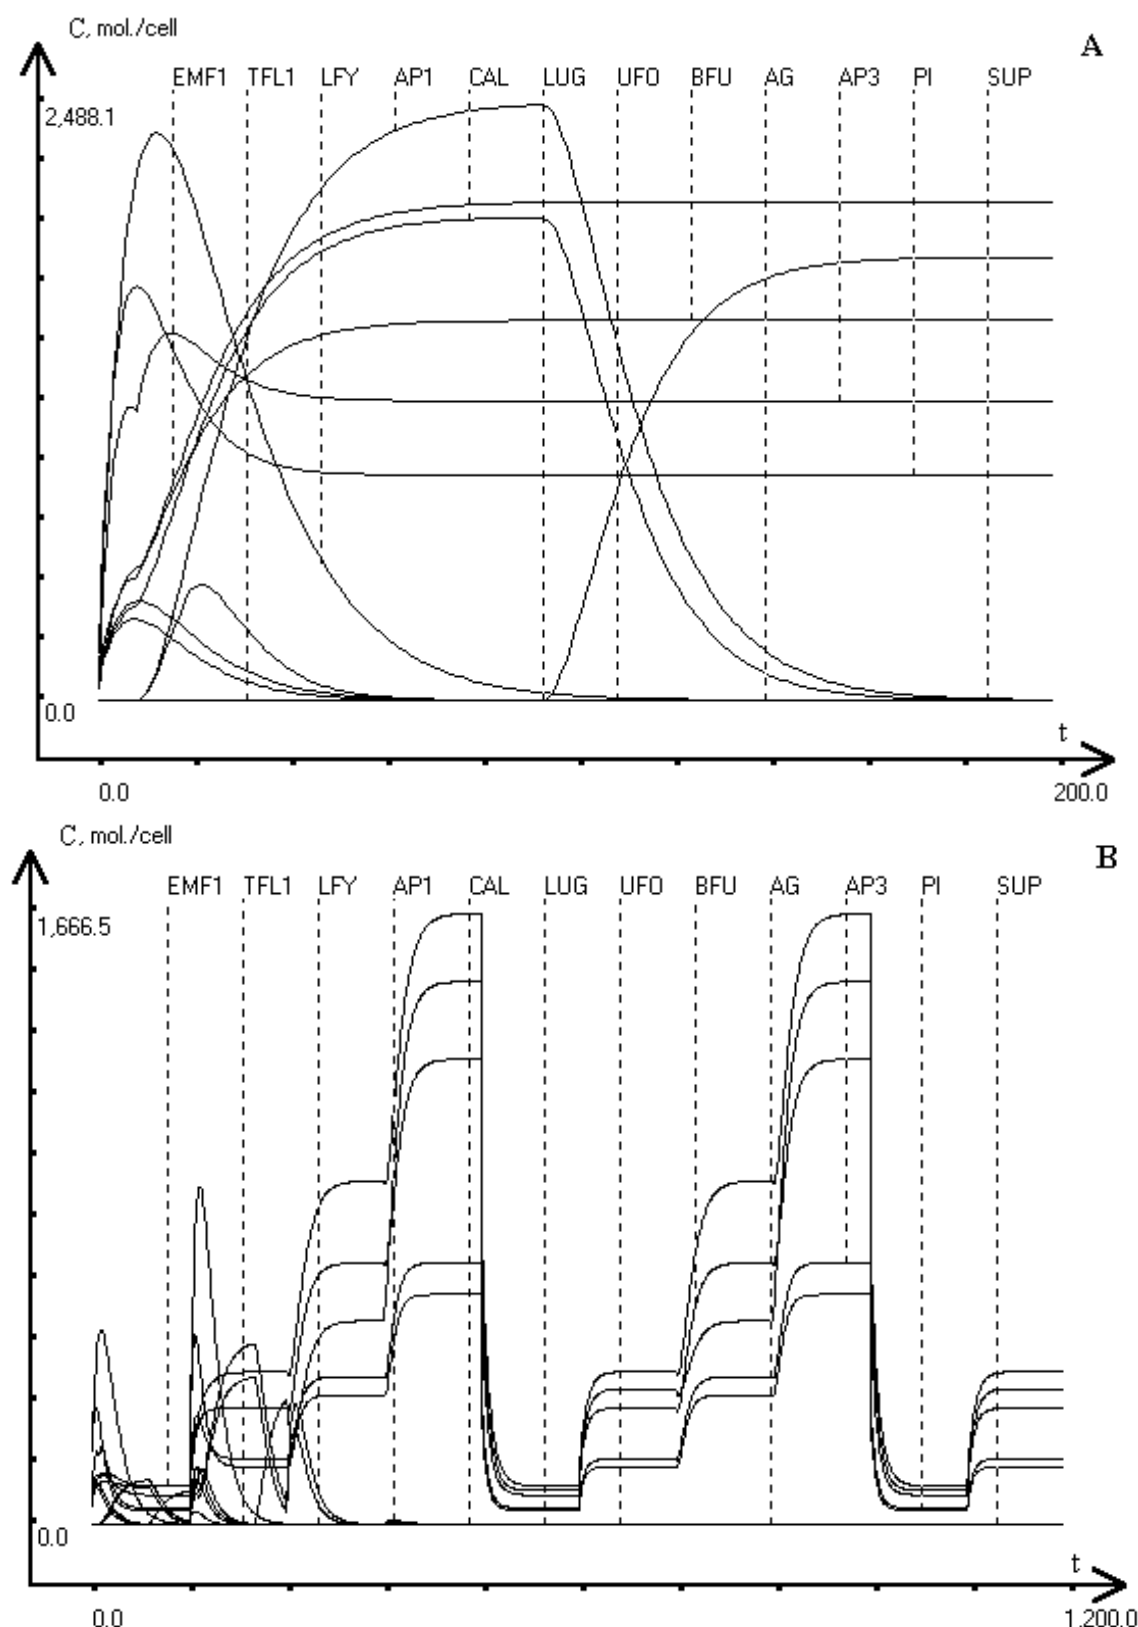 C, mol./cell
A
EMF1 TFL1 LFY AP1 CAL LUG UFO BFU AG AP3 PI SUP
2,488.1
0.0
t
0.0 200.0
C, mol./cell
B
EMF1 TFL1 LFY AP1 CAL LUG UFO BFU AG AP3 PI SUP
1,666.5
0.0
t
0.0 1,200.0